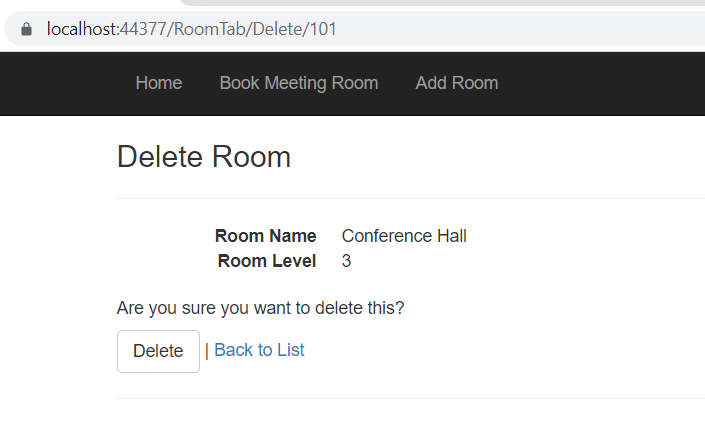 localhost:44377/RoomTab/Delete/101
Home Book Meeting Room Add Room
Delete Room
Room Name Conference Hall
Room Level 3
Are you sure you want to delete this?
Delete | Back to List